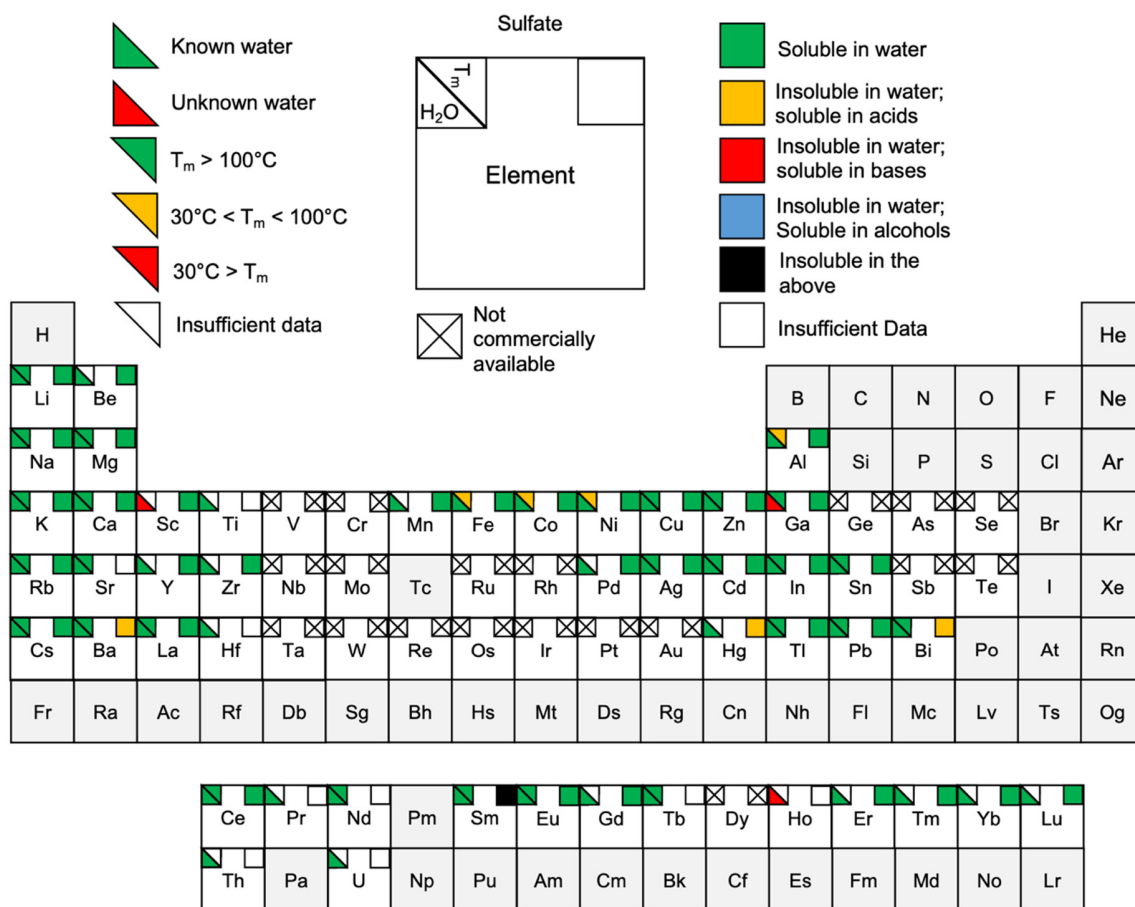 Known water
Unknown water
Tm > 100°C
30°C < Tm < 100°C
30°C > Tm
Insufficient data
Sulfate
Tm
H2O
Element
Not
commercially
available
Soluble in water
Insoluble in water;
soluble in acids
Insoluble in water;
soluble in bases
Insoluble in water;
Soluble in alcohols
Insoluble in the
above
Insufficient Data
H He
Li Be B C N O F Ne
Na Mg Al Si P S Cl Ar
K Ca Sc Ti V Cr Mn Fe Co Ni Cu Zn Ga Ge As Se Br Kr
Rb Sr Y Zr Nb Mo Tc Ru Rh Pd Ag Cd In Sn Sb Te I Xe
Cs Ba La Hf Ta W Re Os Ir Pt Au Hg Tl Pb Bi Po At Rn
Fr Ra Ac Rf Db Sg Bh Hs Mt Ds Rg Cn Nh Fl Mc Lv Ts Og
Ce Pr Nd Pm Sm Eu Gd Tb Dy Ho Er Tm Yb Lu
Th Pa U Np Pu Am Cm Bk Cf Es Fm Md No Lr